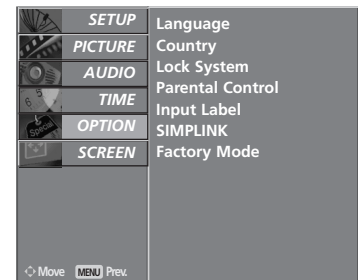 SETUP
PICTURE
AUDIO
TIME
OPTION
SCREEN
Language
Country
Lock System
Parental Control
Input Label
SIMPLINK
Factory Mode
Special
Move MENU Prev.